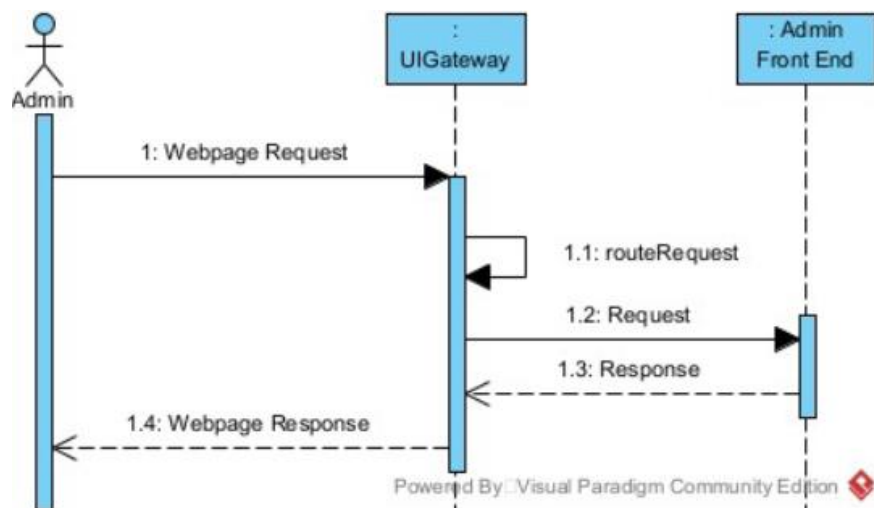 :
UIGateway
: Admin
Front End
Admin
1: Webpage Request
1.1: routeRequest
1.2: Request
1.3: Response
1.4: Webpage Response
Powered By Visual Paradigm Community Edition